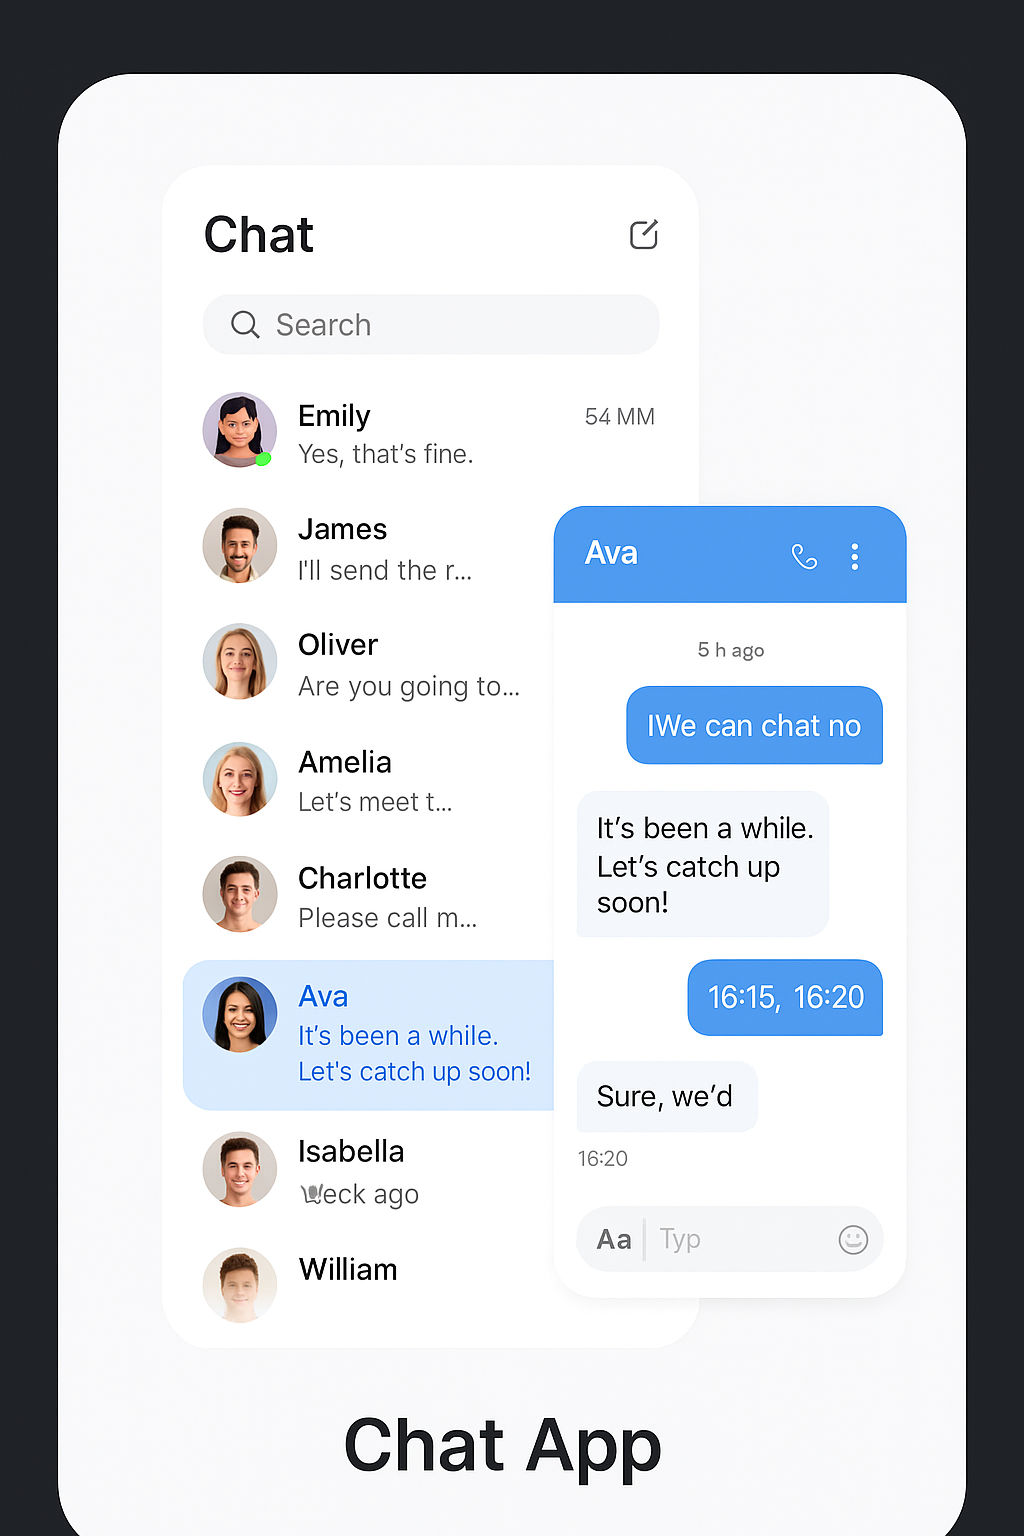 Chat
Search
Emily
54 MM
Yes, that's fine.
James
I'll send the r...
Oliver
Are you going to...
Amelia
Let's meet t...
Charlotte
Please call m...
Ava
It's been a while.
Let's catch up soon!
Isabella
ago
William
Ava
5 h ago
IWe can chat no
It's been a while.
Let's catch up
soon!
16:15, 16:20
Sure, we'd
16:20
Aa
Typ
Chat App